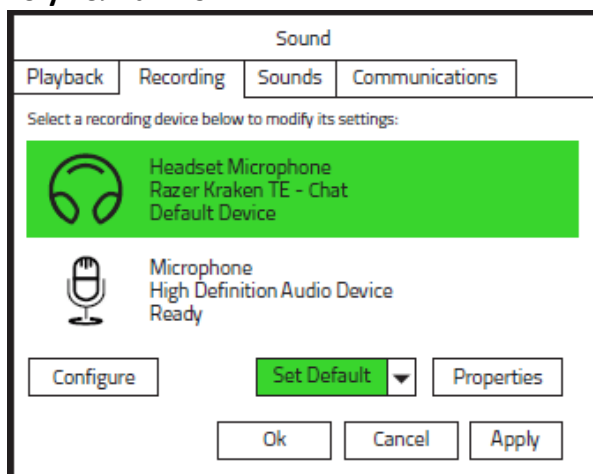 Sound
Playback Recording Sounds Communications
Select a recording device below to modify its settings:
Headset Microphone
Razer Kraken TE - Chat
Default Device
Microphone
High Definition Audio Device
Ready
Configure Set Default Properties
Ok Cancel Apply